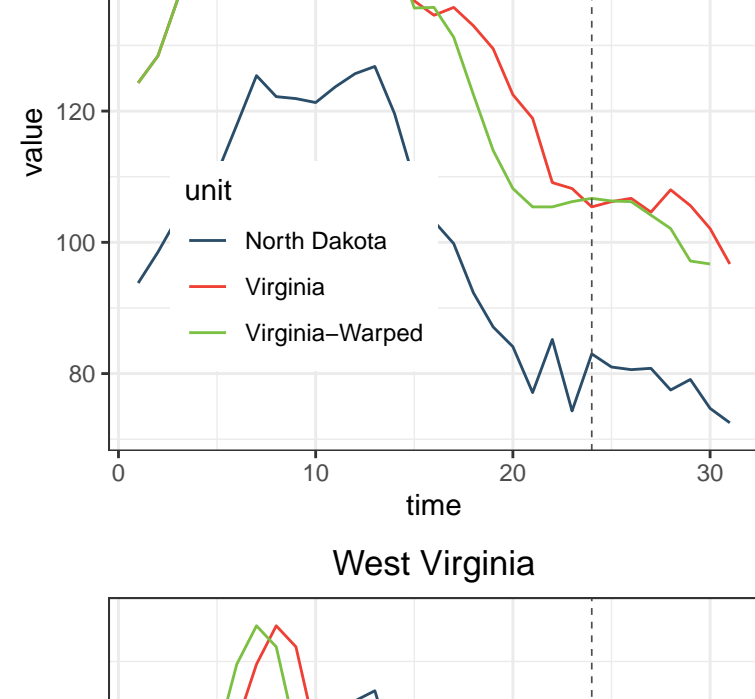 value
120
100
80
unit
North Dakota
Virginia
Virginia−Warped
0 10 20 30
time
West Virginia